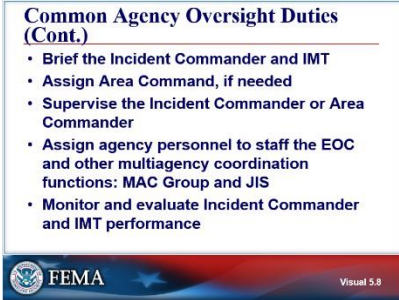 Common Agency Oversight Duties
(Cont.)
• Brief the Incident Commander and IMT
• Assign Area Command, if needed
• Supervise the Incident Commander or Area
Commander
• Assign agency personnel to staff the EOC
and other multiagency coordination
functions: MAC Group and JIS
• Monitor and evaluate Incident Commander
and IMT performance
FEMA
Visual 5.8